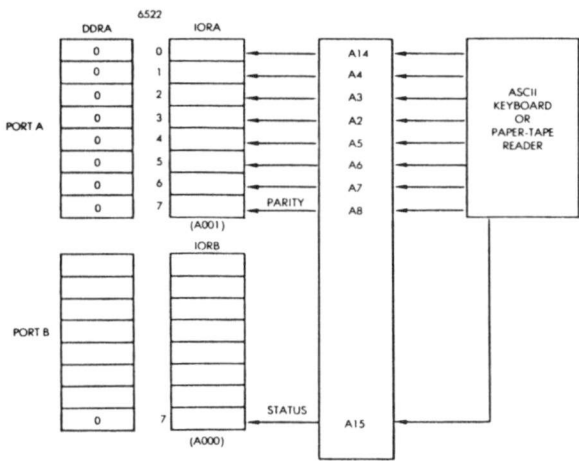 6522
DDRA IORA
0 0 A14
0 1 A4
0 2 A3
0 3 A2
0 4 A5
0 5 A6
0 6 A7
0 7 PARITY A8
PORT A
(A001)
ASCII
KEYBOARD
OR
PAPER-TAPE
READER
IORB
PORT B
0 7 STATUS A15
(A000)